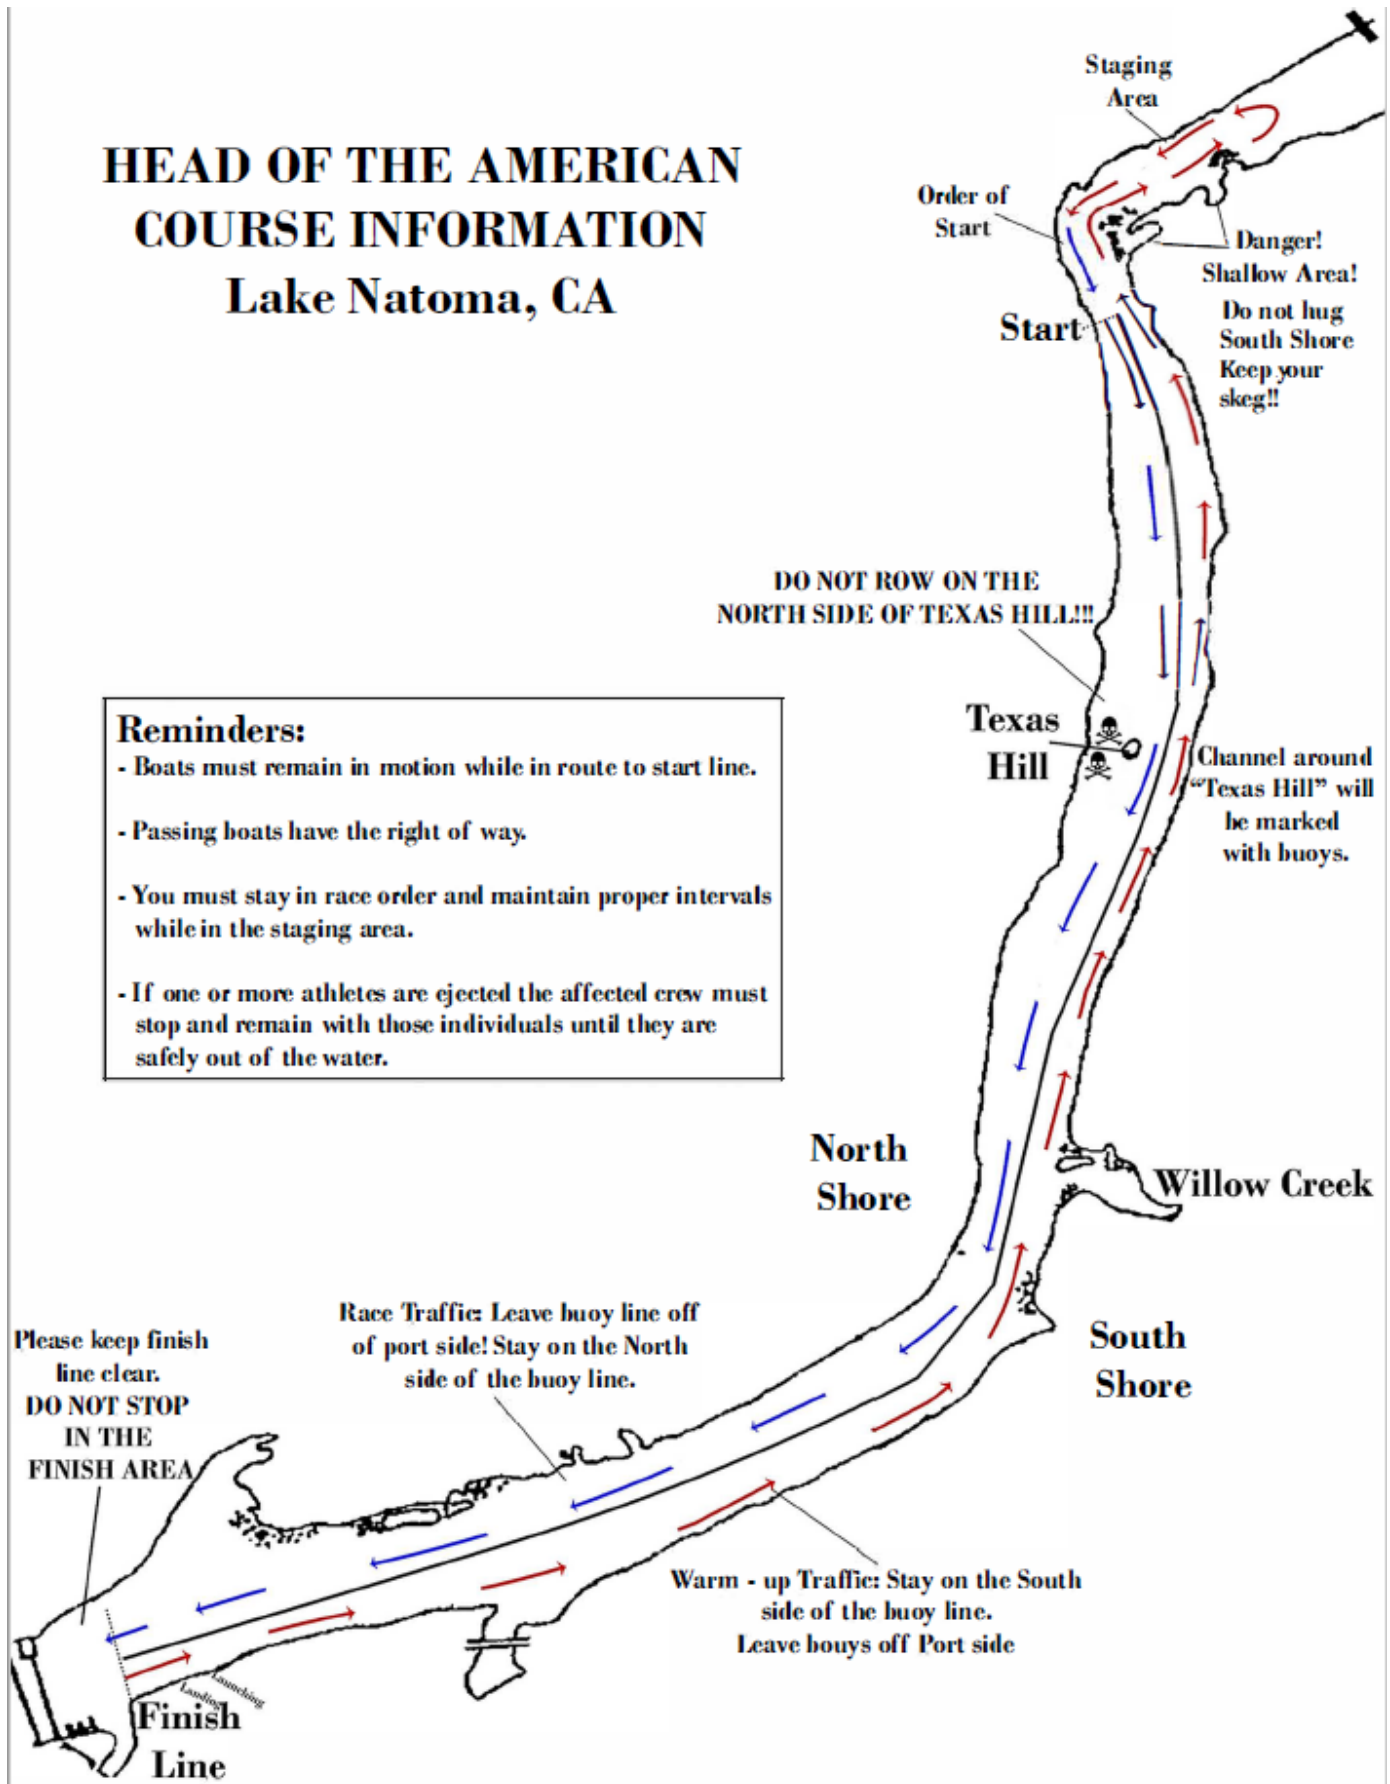 HEAD OF THE AMERICAN
COURSE INFORMATION
Lake Natoma, CA
Staging
Area
Order of
Start
Danger!
Shallow Area!
Do not hug
South Shore
Keep your
skeg!!
Start
DO NOT ROW ON THE
NORTH SIDE OF TEXAS HILL!!!
Texas
Hill
Channel around
“Texas Hill” will
be marked
with buoys.
Reminders:
- Boats must remain in motion while in route to start line.
- Passing boats have the right of way.
- You must stay in race order and maintain proper intervals
while in the staging area.
- If one or more athletes are ejected the affected crew must
stop and remain with those individuals until they are
safely out of the water.
North
Shore
Willow Creek
South
Shore
Race Traffic: Leave buoy line off
of port side! Stay on the North
side of the buoy line.
Please keep finish
line clear.
DO NOT STOP
IN THE
FINISH AREA
Warm - up Traffic: Stay on the South
side of the buoy line.
Leave bouys off Port side
Launching
Landing
Finish
Line